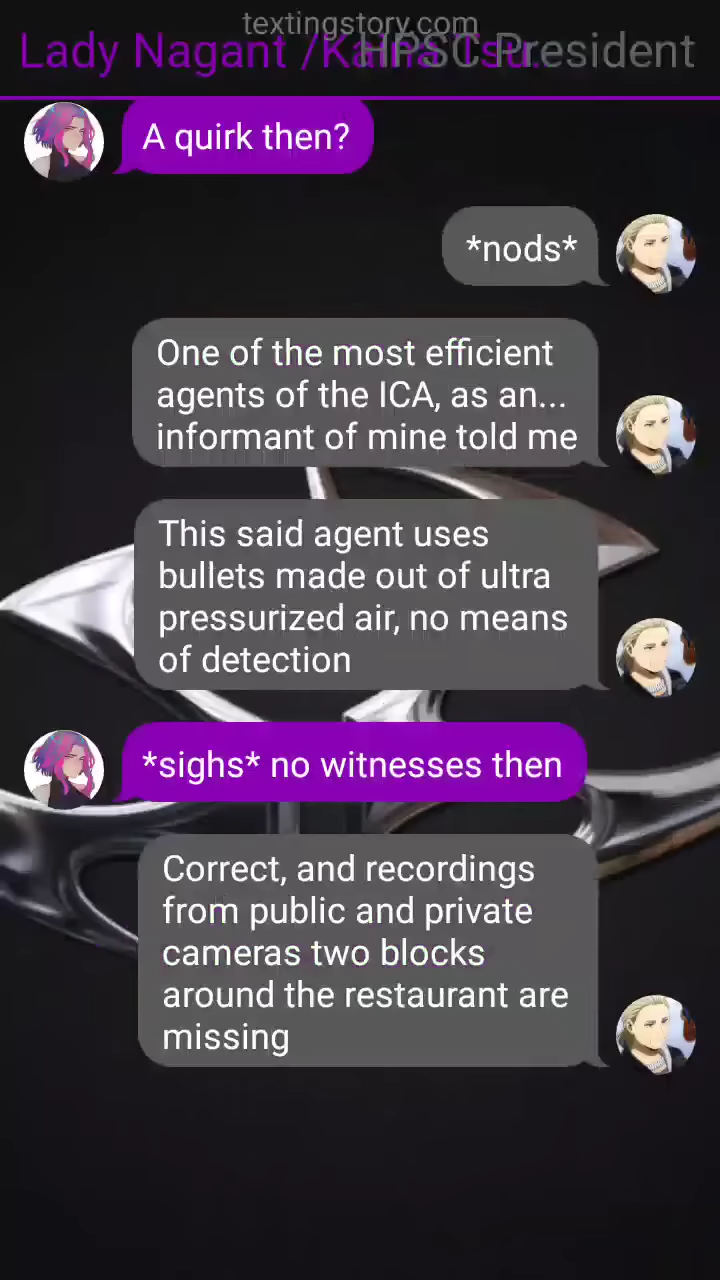 textingstory.com
Lady Nagant /Kaina Tsu.
HPSC President
A quirk then?
*nods*
One of the most efficient
agents of the ICA, as an...
informant of mine told me
This said agent uses
bullets made out of ultra
pressurized air, no means
of detection
*sighs* no witnesses then
Correct, and recordings
from public and private
cameras two blocks
around the restaurant are
missing